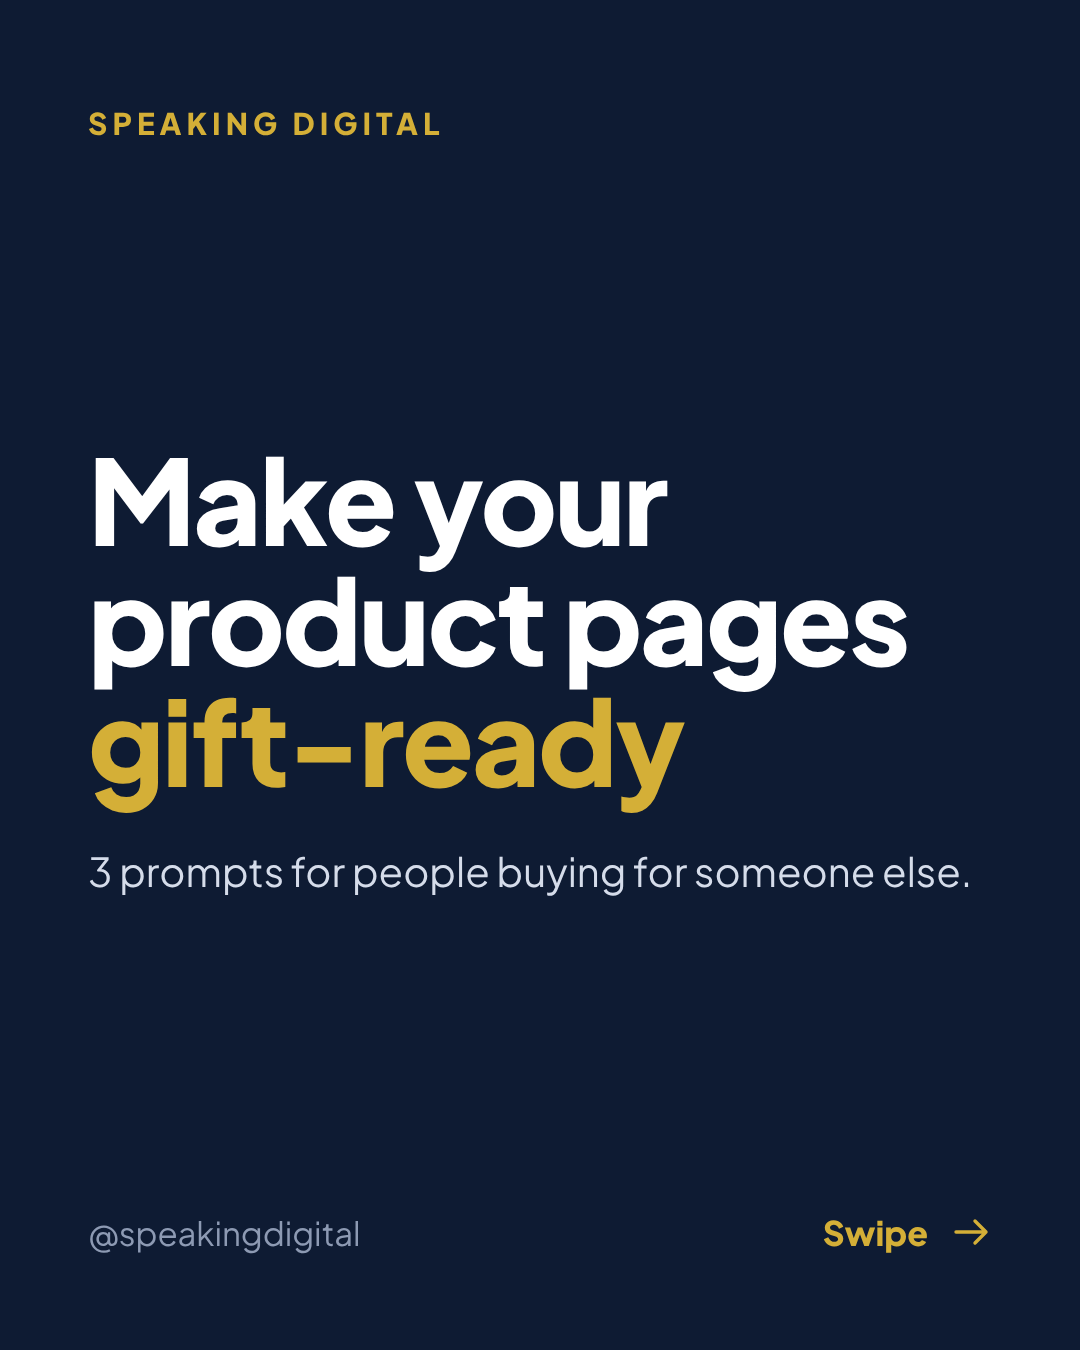 SPEAKING DIGITAL
Make your
product pages
gift-ready
3 prompts for people buying for someone else.
@speakingdigital
Swipe →